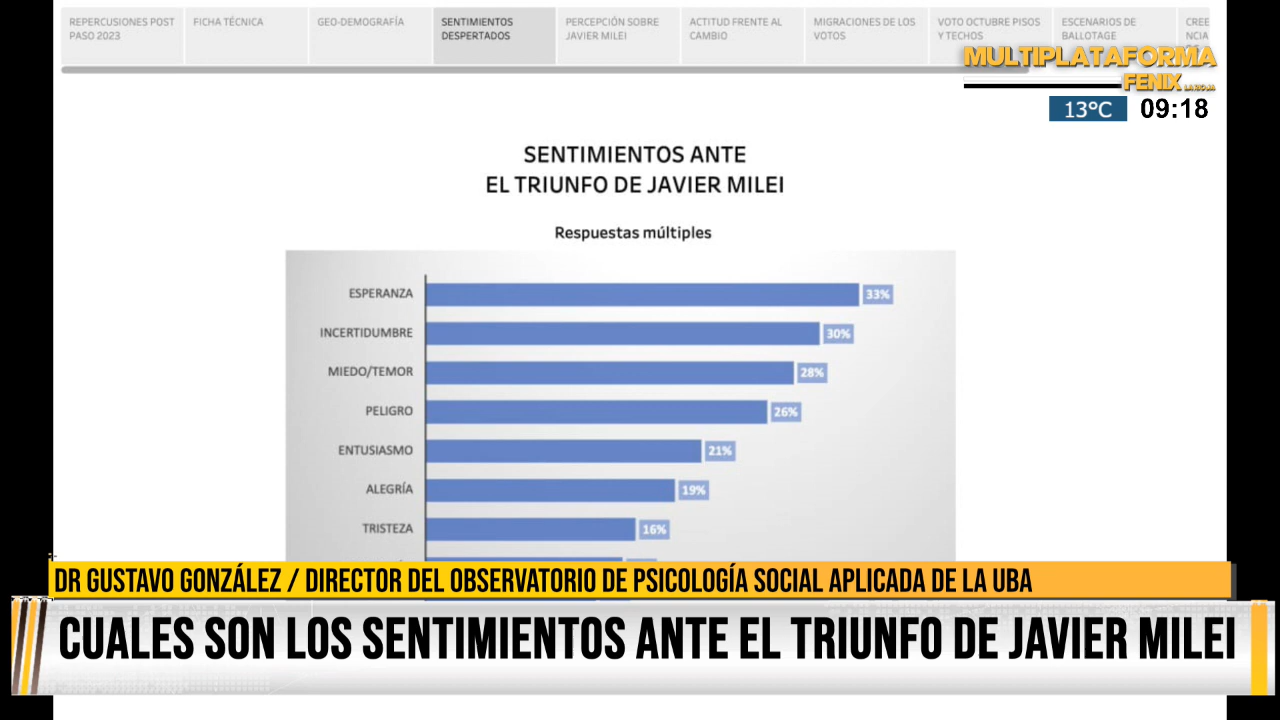 REPERCUSIONES POST
PASO 2023
FICHA TÉCNICA
GEO-DEMOGRAFÍA
SENTIMIENTOS
DESPERTADOS
PERCEPCIÓN SOBRE
JAVIER MILEI
ACTITUD FRENTE AL
CAMBIO
MIGRACIONES DE LOS
VOTOS
VOTO OCTUBRE PISOS
Y TECHOS
ESCENARIOS DE
BALLOTAGE
CREE
NCIA
MULTIPLATAFORMA
FENIX LA RIOJA
13°C 09:18
SENTIMIENTOS ANTE
EL TRIUNFO DE JAVIER MILEI
Respuestas múltiples
ESPERANZA 33%
INCERTIDUMBRE 30%
MIEDO/TEMOR 28%
PELIGRO 26%
ENTUSIASMO 21%
ALEGRÍA 19%
TRISTEZA 16%
DR GUSTAVO GONZÁLEZ / DIRECTOR DEL OBSERVATORIO DE PSICOLOGÍA SOCIAL APLICADA DE LA UBA
CUALES SON LOS SENTIMIENTOS ANTE EL TRIUNFO DE JAVIER MILEI